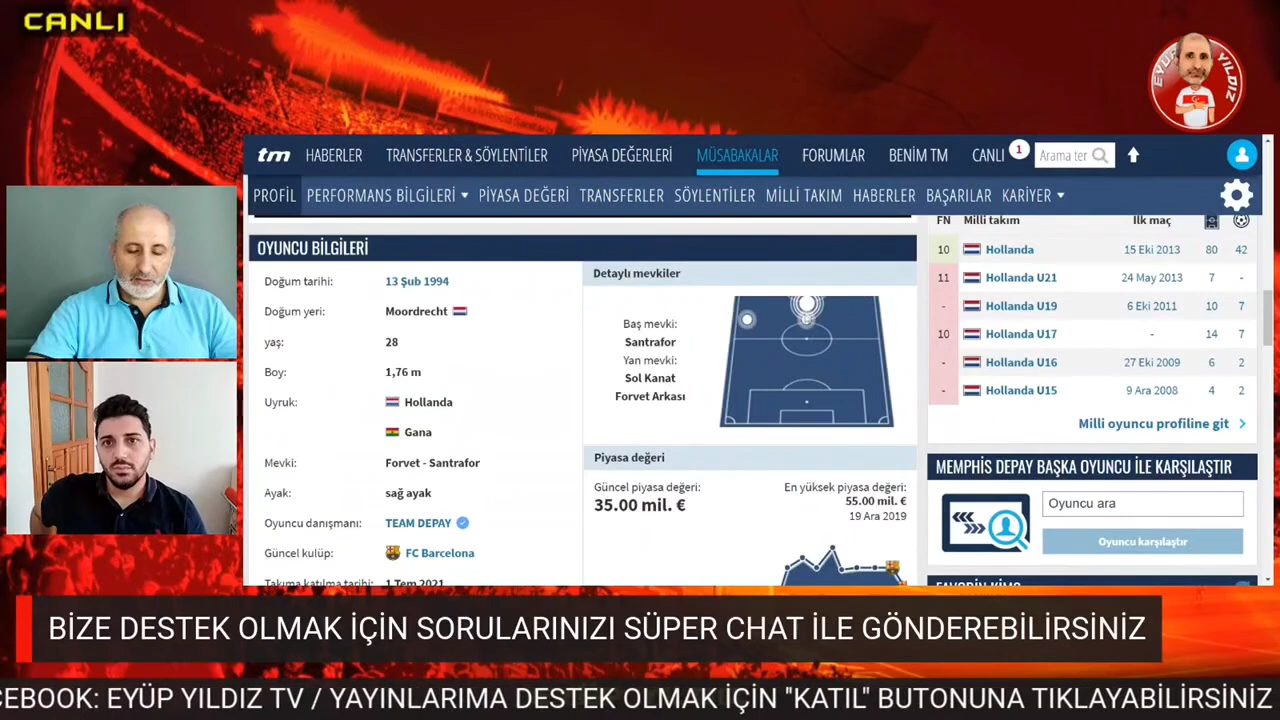 CANLI
EYÜP YILDIZ
tm HABERLER TRANSFERLER & SÖYLENTİLER PİYASA DEĞERLERİ MÜSABAKALAR FORUMLAR BENİM TM CANLI 1 Arama ter
PROFİL PERFORMANS BİLGİLERİ PİYASA DEĞERİ TRANSFERLER SÖYLENTİLER MİLLİ TAKIM HABERLER BAŞARILAR KARİYER
OYUNCU BİLGİLERİ
Doğum tarihi: 13 Şub 1994
Doğum yeri: Moordrecht
yaş: 28
Boy: 1,76 m
Uyruk: Hollanda
Gana
Mevki: Forvet - Santrafor
Ayak: sağ ayak
Oyuncu danışmanı: TEAM DEPAY
Güncel kulüp: FC Barcelona
Takıma katılma tarihi: 1 Tem 2021
Detaylı mevkiler
Baş mevki:
Santrafor
Yan mevki:
Sol Kanat
Forvet Arkası
Piyasa değeri
Güncel piyasa değeri:
35.00 mil. €
En yüksek piyasa değeri:
55.00 mil. €
19 Ara 2019
FN Milli takım İlk maç
10 Hollanda 15 Eki 2013 80 42
11 Hollanda U21 24 May 2013 7 -
- Hollanda U19 6 Eki 2011 10 7
10 Hollanda U17 - 14 7
- Hollanda U16 27 Eki 2009 6 2
- Hollanda U15 9 Ara 2008 4 2
Milli oyuncu profiline git
MEMPHIS DEPAY BAŞKA OYUNCU İLE KARŞILAŞTIR
Oyuncu ara
Oyuncu karşılaştır
FAVORİN KİMS
BİZE DESTEK OLMAK İÇİN SORULARINIZI SÜPER CHAT İLE GÖNDEREBİLİRSİNİZ
CEBOOK: EYÜP YILDIZ TV / YAYINLARIMA DESTEK OLMAK İÇİN "KATIL" BUTONUNA TIKLAYABİLİRSİNİZ